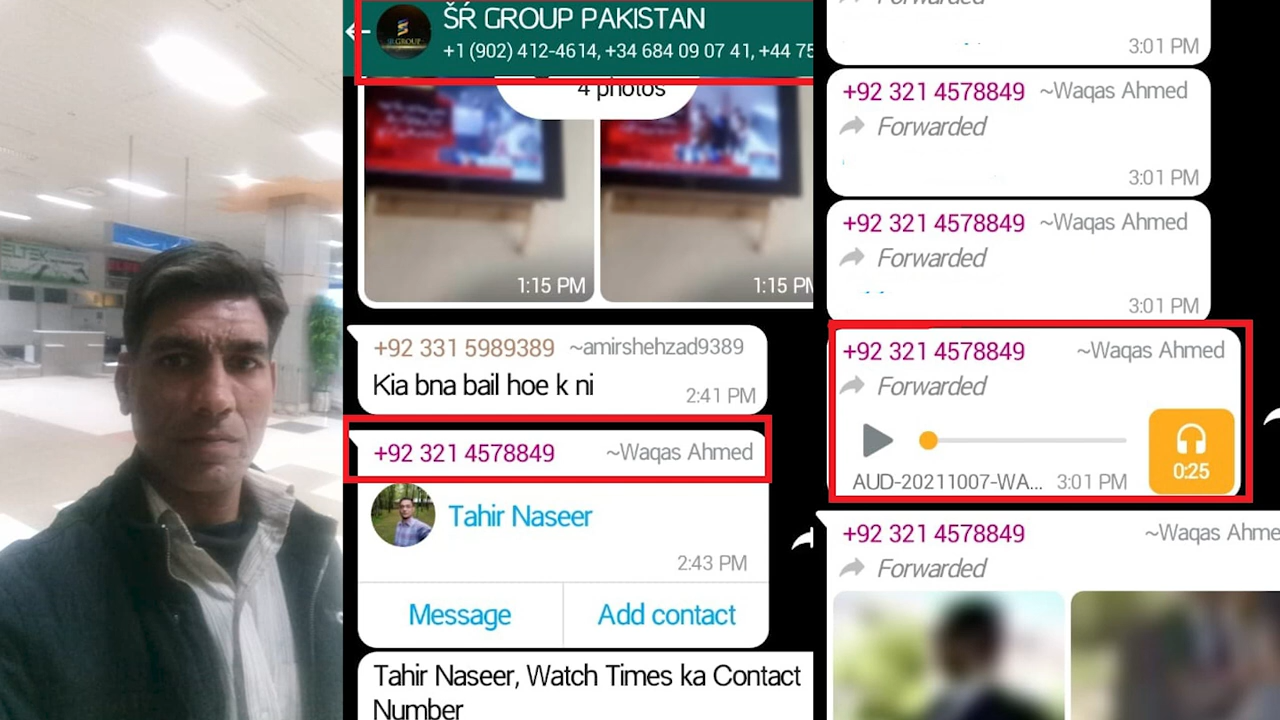 ELTEX
ŠŔ GROUP PAKISTAN
SR GROUP
+1 (902) 412-4614, +34 684 09 07 41, +44 75
4 photos
1:15 PM
1:15 PM
+92 331 5989389 ~amirshehzad9389
Kia bna bail hoe k ni
2:41 PM
+92 321 4578849 ~Waqas Ahmed
Tahir Naseer
2:43 PM
Message Add contact
Tahir Naseer, Watch Times ka Contact
Number
Forwarded
3:01 PM
+92 321 4578849 ~Waqas Ahmed
Forwarded
3:01 PM
+92 321 4578849 ~Waqas Ahmed
Forwarded
3:01 PM
+92 321 4578849 ~Waqas Ahmed
Forwarded
0:25
AUD-20211007-WA... 3:01 PM
+92 321 4578849 ~Waqas Ahme
Forwarded